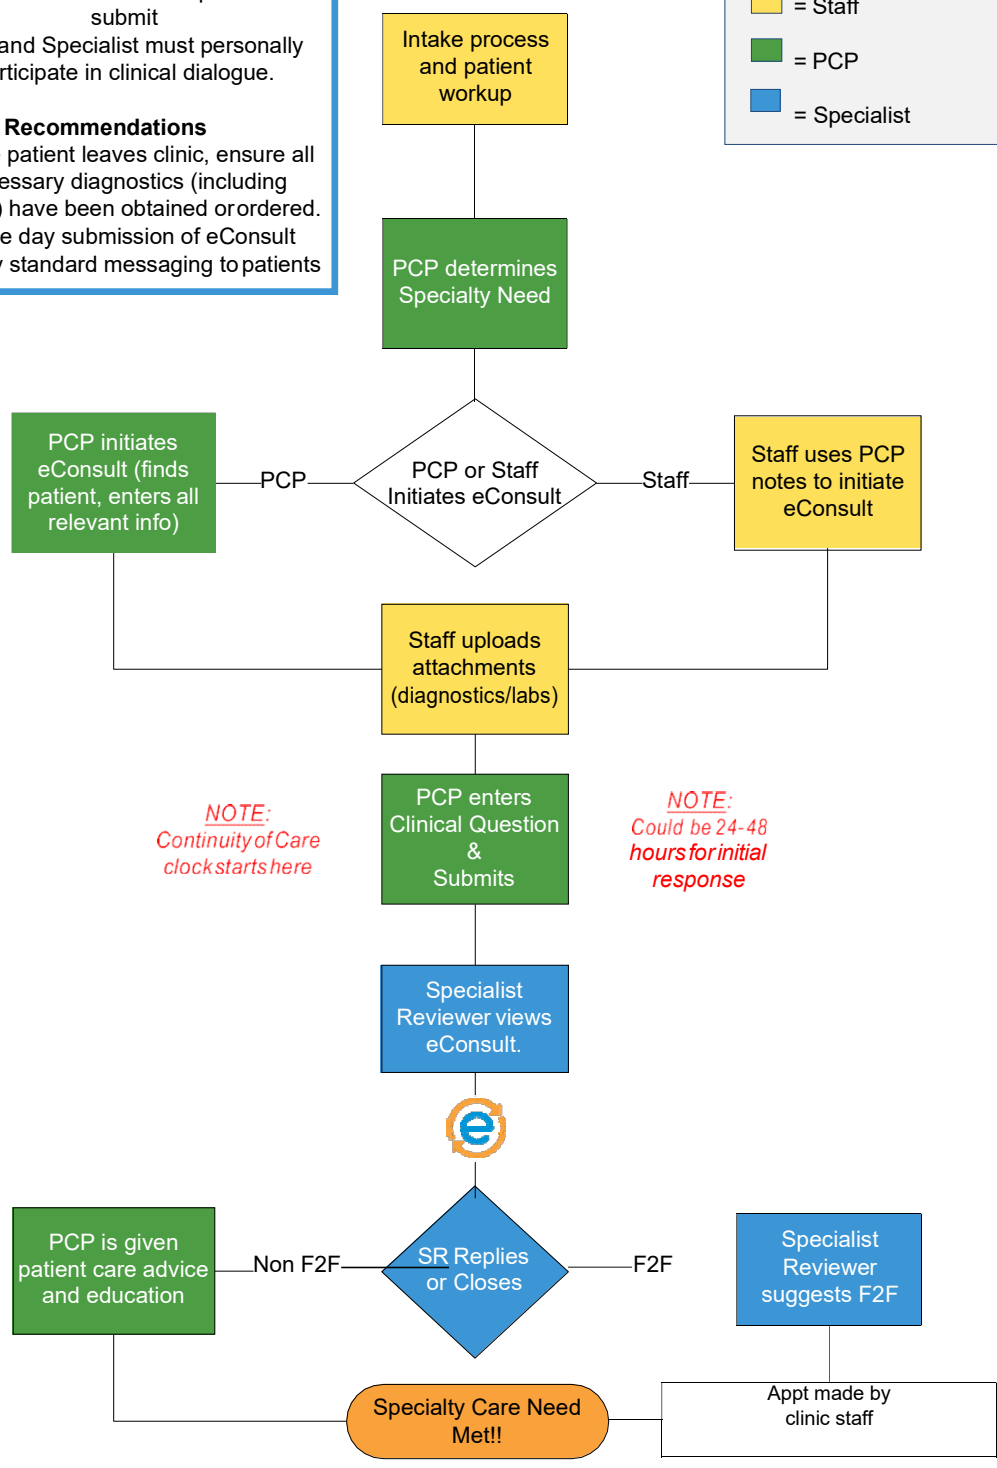 submit
and Specialist must personally
rticipate in clinical dialogue.
Recommendations
patient leaves clinic, ensure all
essary diagnostics (including
) have been obtained or ordered.
e day submission of eConsult
y standard messaging to patients
= Staff
= PCP
= Specialist
Intake process
and patient
workup
PCP determines
Specialty Need
PCP initiates
eConsult (finds
patient, enters all
relevant info)
PCP
PCP or Staff
Initiates eConsult
Staff
Staff uses PCP
notes to initiate
eConsult
Staff uploads
attachments
(diagnostics/labs)
NOTE:
Continuity of Care
clock starts here
PCP enters
Clinical Question
&
Submits
NOTE:
Could be 24-48
hours for initial
response
Specialist
Reviewer views
eConsult.
e
PCP is given
patient care advice
and education
Non F2F
SR Replies
or Closes
F2F
Specialist
Reviewer
suggests F2F
Specialty Care Need
Met!!
Appt made by
clinic staff